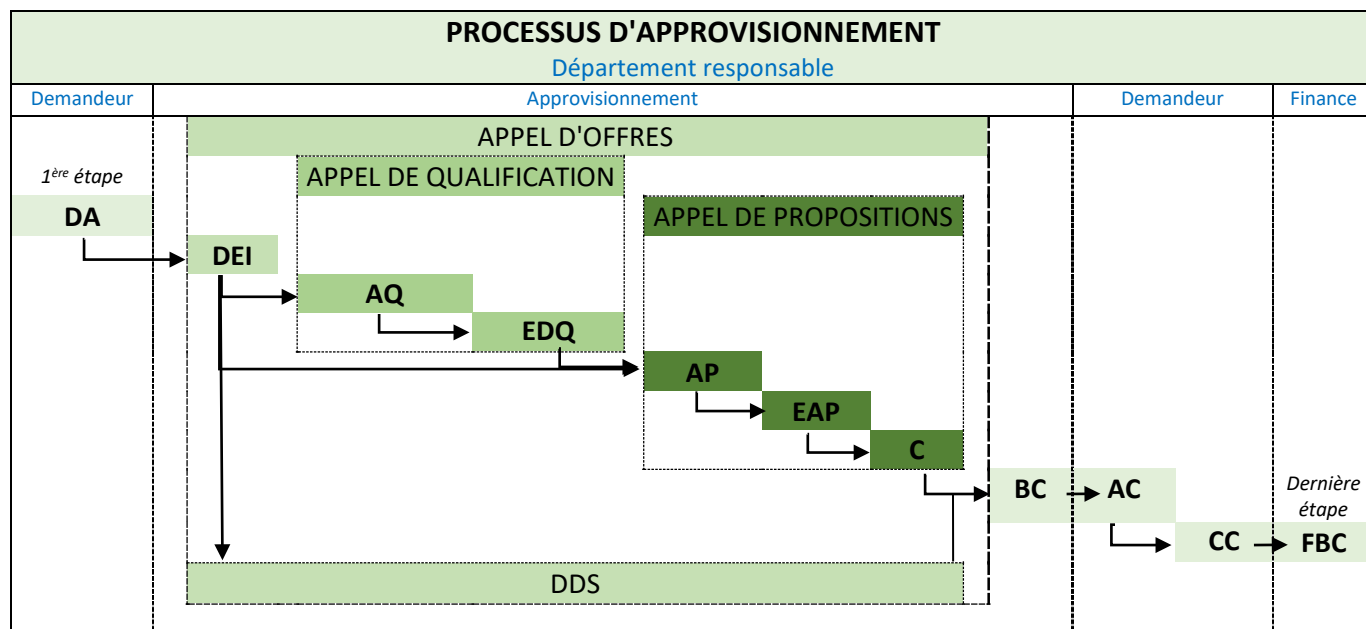 PROCESSUS D'APPROVISIONNEMENT
Département responsable
Demandeur
Approvisionnement
Demandeur
Finance
APPEL D'OFFRES
1ère étape
APPEL DE QUALIFICATION
DA
APPEL DE PROPOSITIONS
DEI
AQ
EDQ
AP
EAP
C
BC
AC
Dernière
étape
CC
FBC
DDS